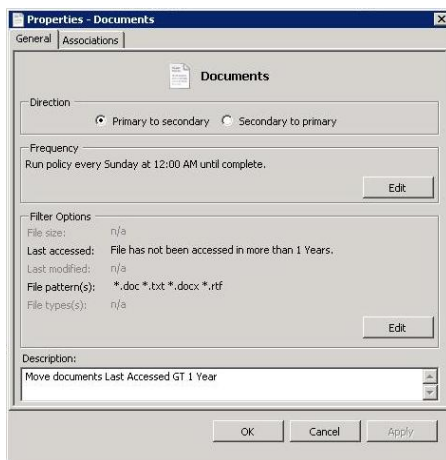 Properties - Documents
General Associations
Documents
Direction
Primary to secondary Secondary to primary
Frequency
Run policy every Sunday at 12:00 AM until complete.
Edit
Filter Options
File size: n/a
Last accessed: File has not been accessed in more than 1 Years.
Last modified: n/a
File pattern(s): *.doc *.txt *.docx *.rtf
File types(s): n/a
Edit
Description:
Move documents Last Accessed GT 1 Year
OK Cancel Apply